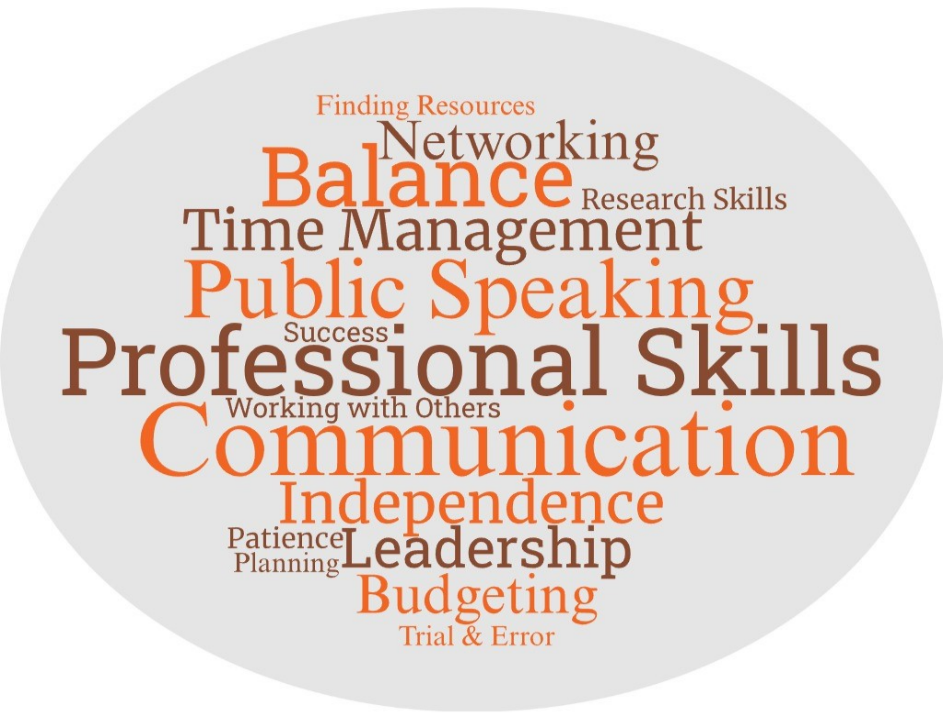 Finding Resources
Networking
Balance
Research Skills
Time Management
Public Speaking
Success
Professional Skills
Working with Others
Communication
Independence
Patience
Leadership
Planning
Budgeting
Trial & Error